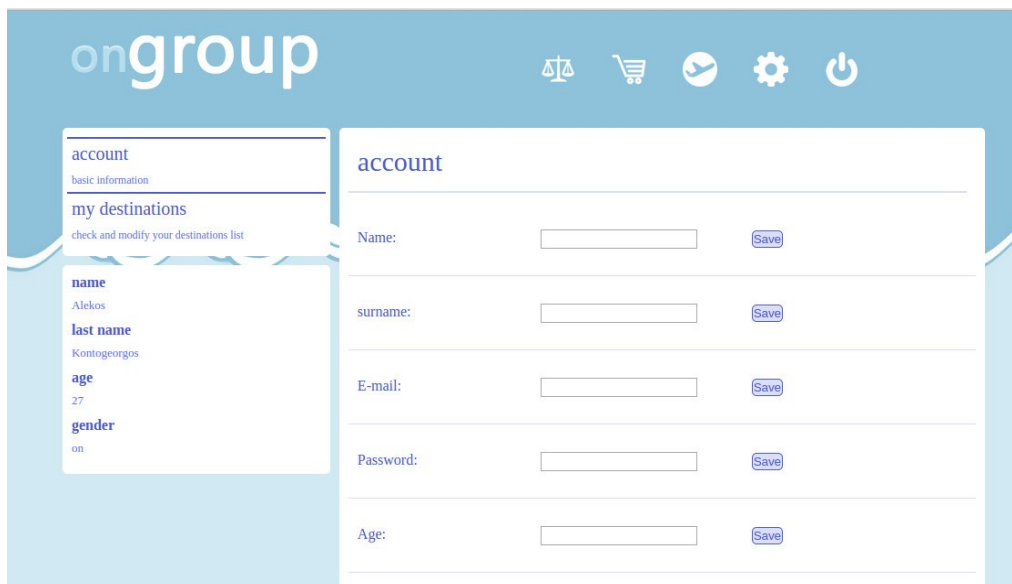 ongroup
account
basic information
my destinations
check and modify your destinations list
name
Alekos
last name
Kontogeorgos
age
27
gender
on
account
Name:
Save
surname:
Save
E-mail:
Save
Password:
Save
Age:
Save